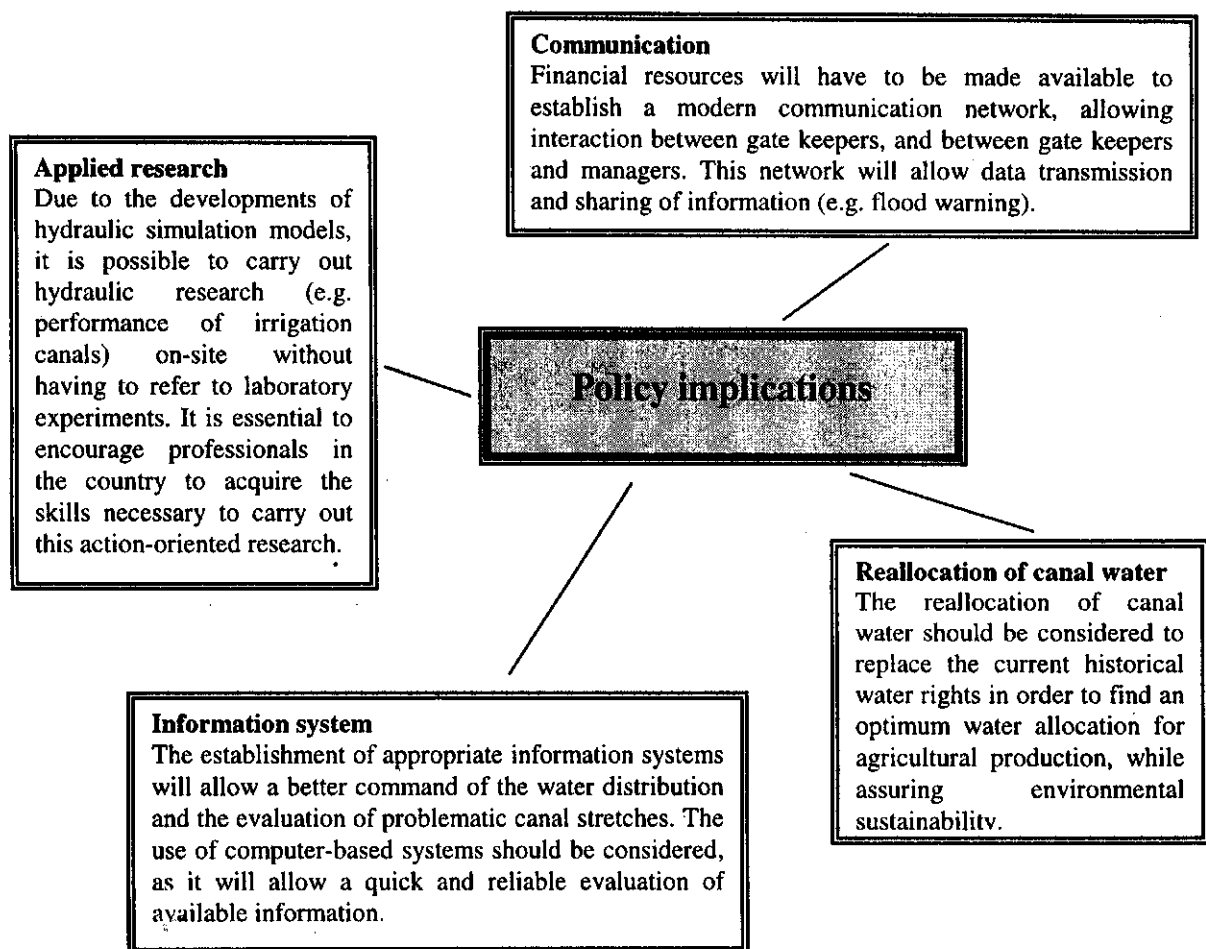 Communication
Financial resources will have to be made available to
establish a modern communication network, allowing
interaction between gate keepers, and between gate keepers
and managers. This network will allow data transmission
and sharing of information (e.g. flood warning).
Applied research
Due to the developments of
hydraulic simulation models,
it is possible to carry out
hydraulic research (e.g.
performance of irrigation
canals) on-site without
having to refer to laboratory
experiments. It is essential to
encourage professionals in
the country to acquire the
skills necessary to carry out
this action-oriented research.
Policy implications
Reallocation of canal water
The reallocation of canal
water should be considered to
replace the current historical
water rights in order to find an
optimum water allocation for
agricultural production, while
assuring environmental
sustainability.
Information system
The establishment of appropriate information systems
will allow a better command of the water distribution
and the evaluation of problematic canal stretches. The
use of computer-based systems should be considered,
as it will allow a quick and reliable evaluation of
available information.